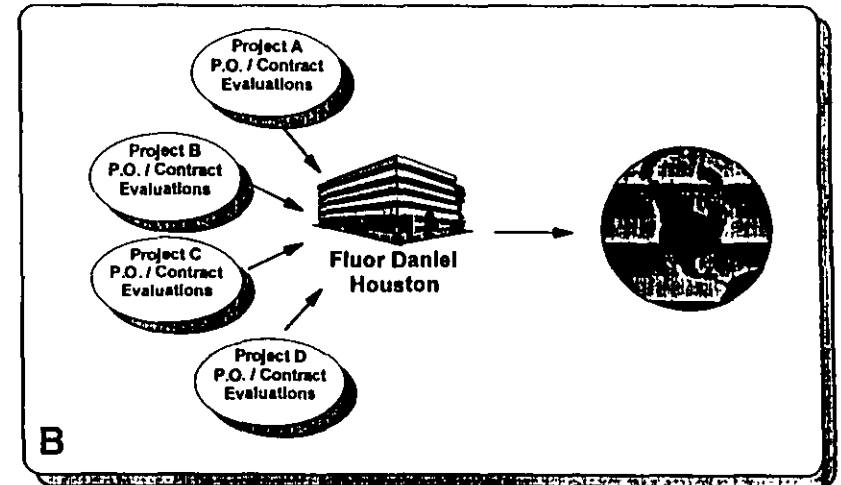 Project A
P.O. / Contract
Evaluations
Project B
P.O. / Contract
Evaluations
Project C
P.O. / Contract
Evaluations
Fluor Daniel
Houston
Project D
P.O. / Contract
Evaluations
B